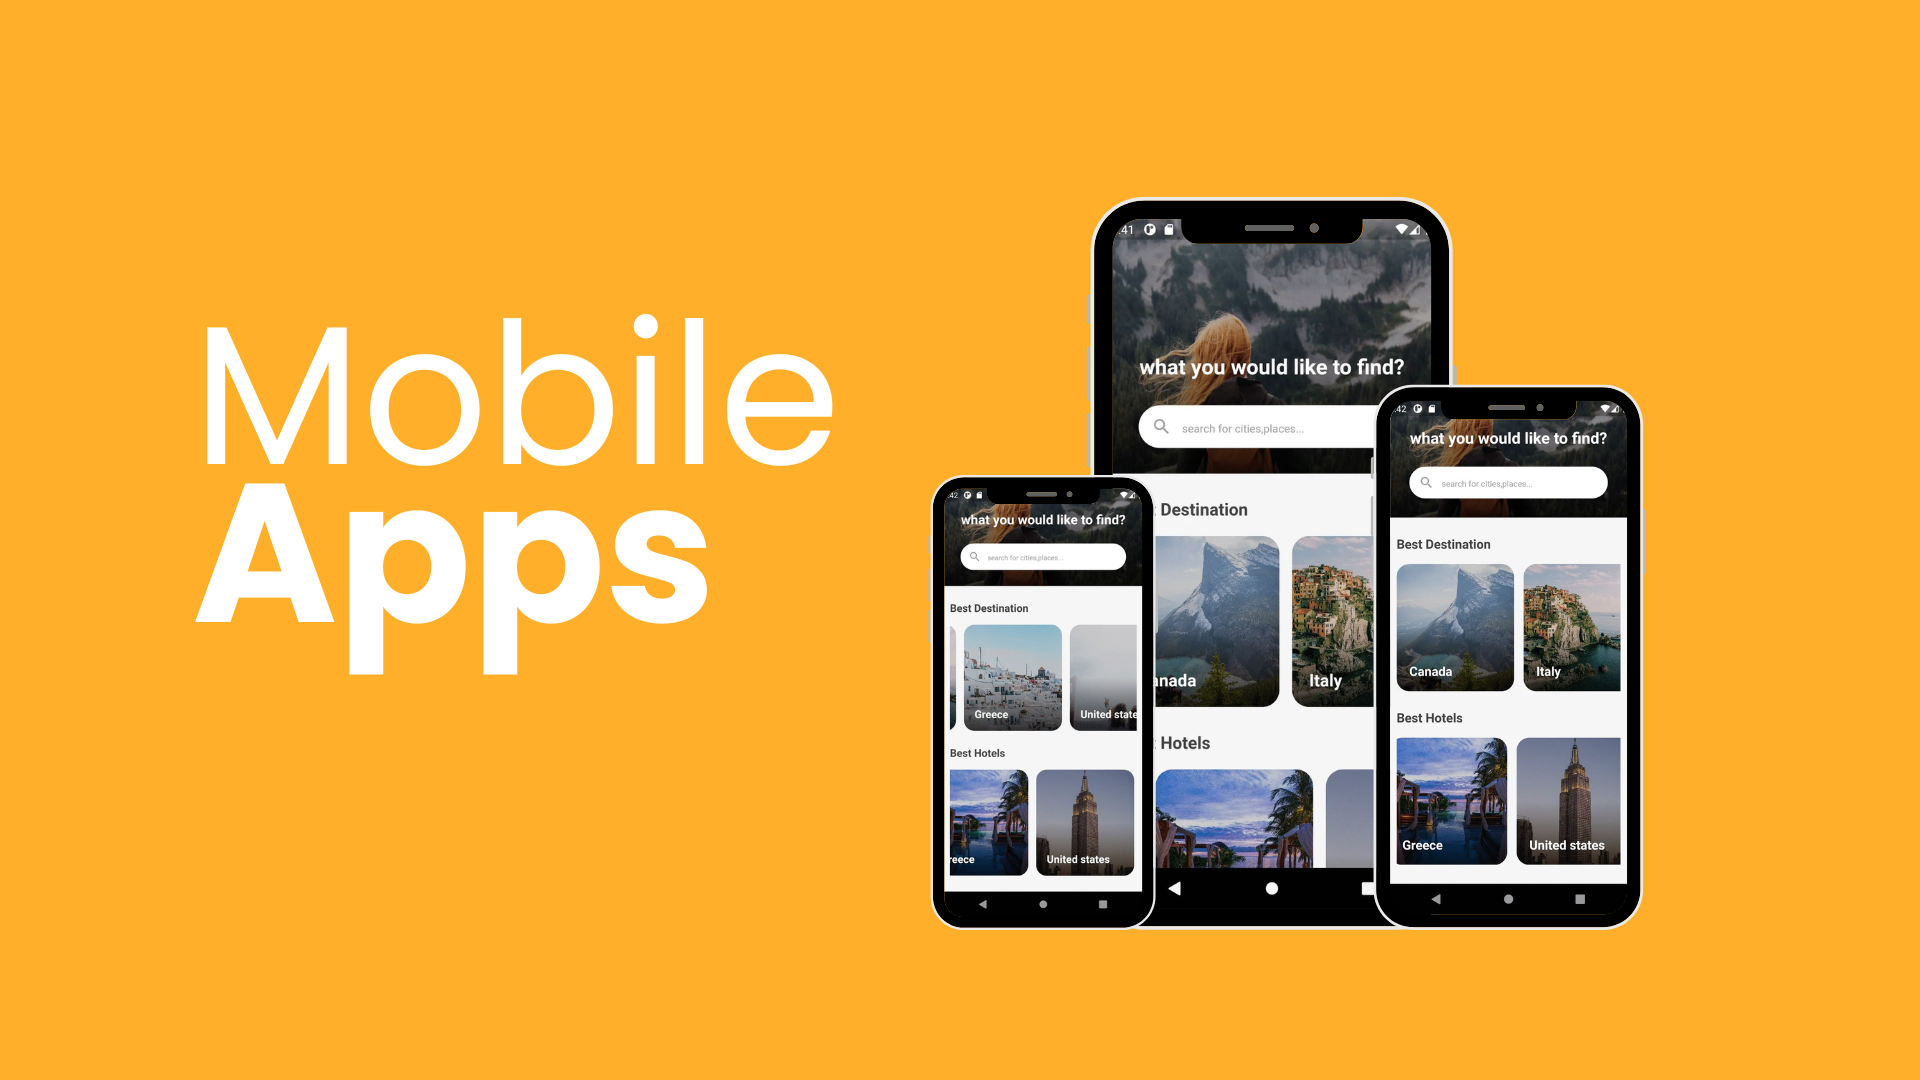 Mobile
Apps
:41
what you would like to find?
search for cities,places...
: Destination
anada
Italy
: Hotels
:42
what you would like to find?
search for cities,places...
Best Destination
Greece
United state
Best Hotels
reece
United states
:42
what you would like to find?
search for cities,places...
Best Destination
Canada
Italy
Best Hotels
Greece
United states